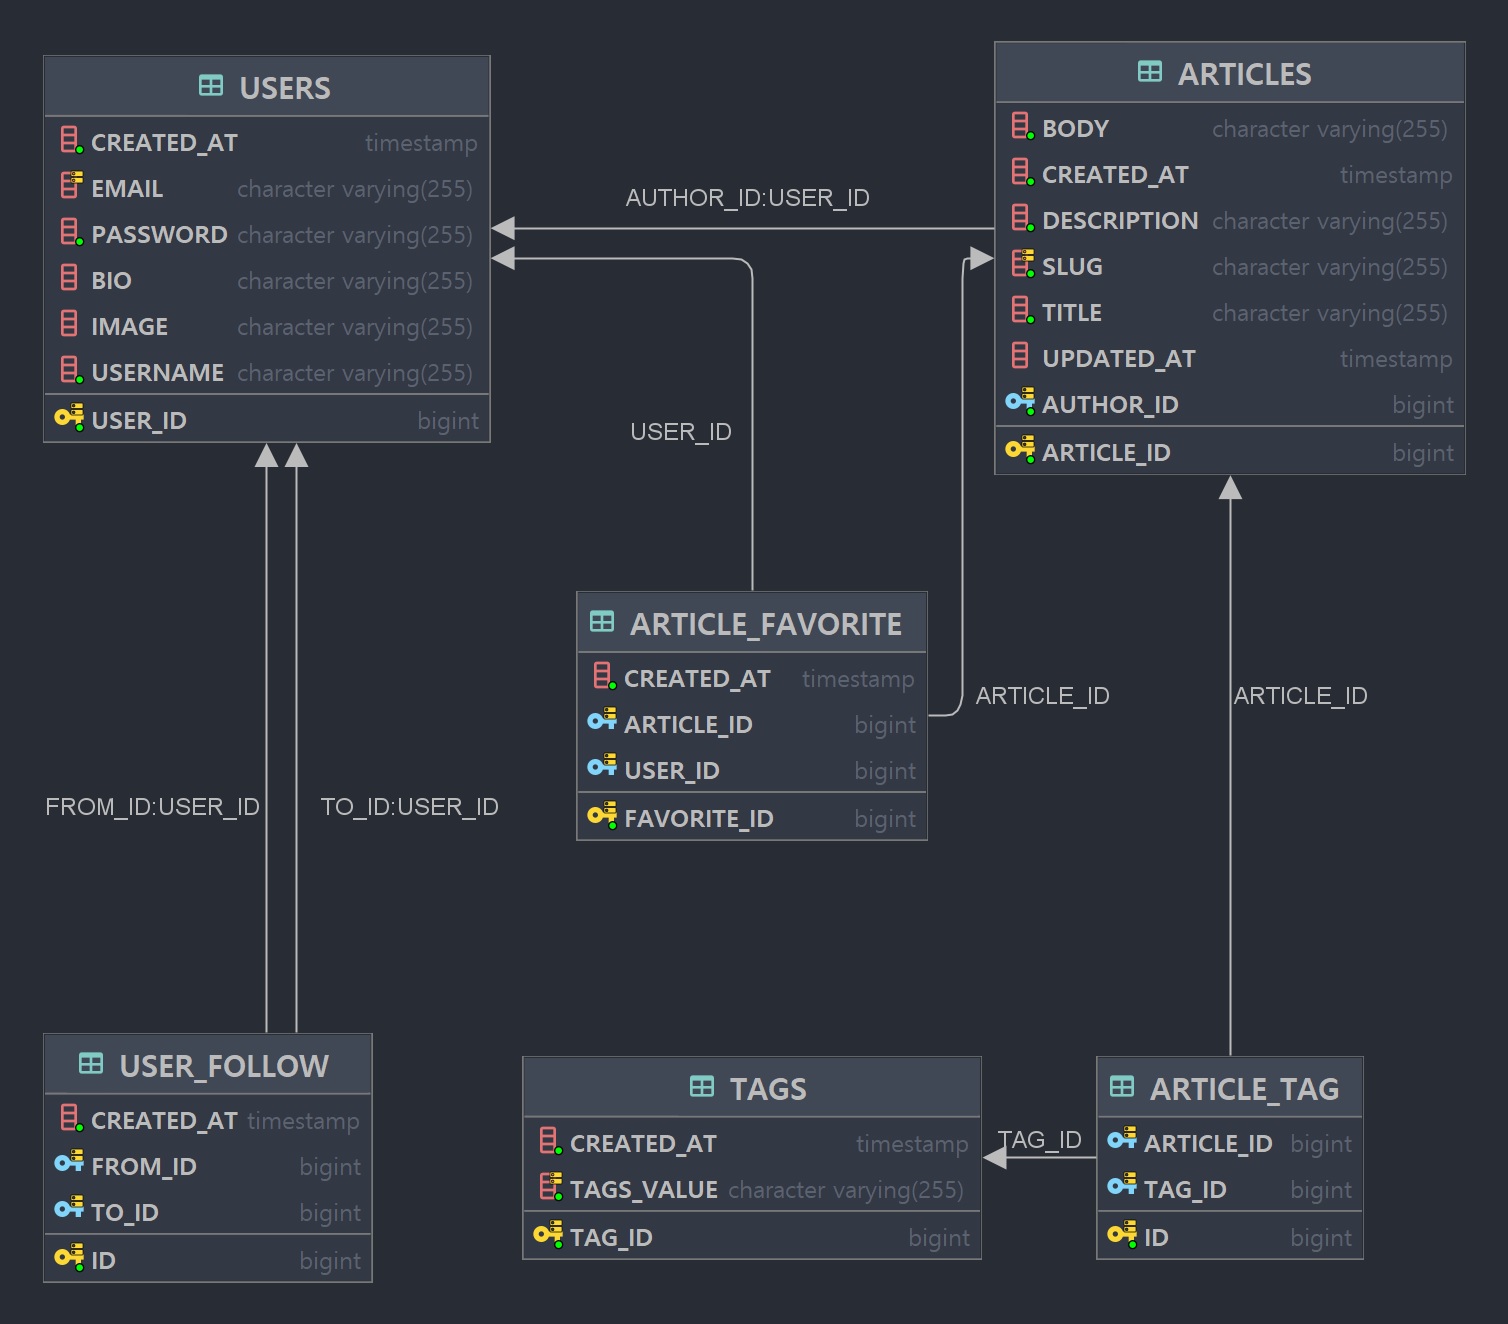 USERS
CREATED_AT timestamp
EMAIL character varying(255)
PASSWORD character varying(255)
BIO character varying(255)
IMAGE character varying(255)
USERNAME character varying(255)
USER_ID bigint
AUTHOR_ID:USER_ID
ARTICLES
BODY character varying(255)
CREATED_AT timestamp
DESCRIPTION character varying(255)
SLUG character varying(255)
TITLE character varying(255)
UPDATED_AT timestamp
AUTHOR_ID bigint
ARTICLE_ID bigint
USER_ID
ARTICLE_FAVORITE
CREATED_AT timestamp
ARTICLE_ID bigint
USER_ID bigint
FAVORITE_ID bigint
ARTICLE_ID
ARTICLE_ID
FROM_ID:USER_ID
TO_ID:USER_ID
USER_FOLLOW
CREATED_AT timestamp
FROM_ID bigint
TO_ID bigint
ID bigint
TAGS
CREATED_AT timestamp
TAGS_VALUE character varying(255)
TAG_ID bigint
TAG_ID
ARTICLE_TAG
ARTICLE_ID bigint
TAG_ID bigint
ID bigint